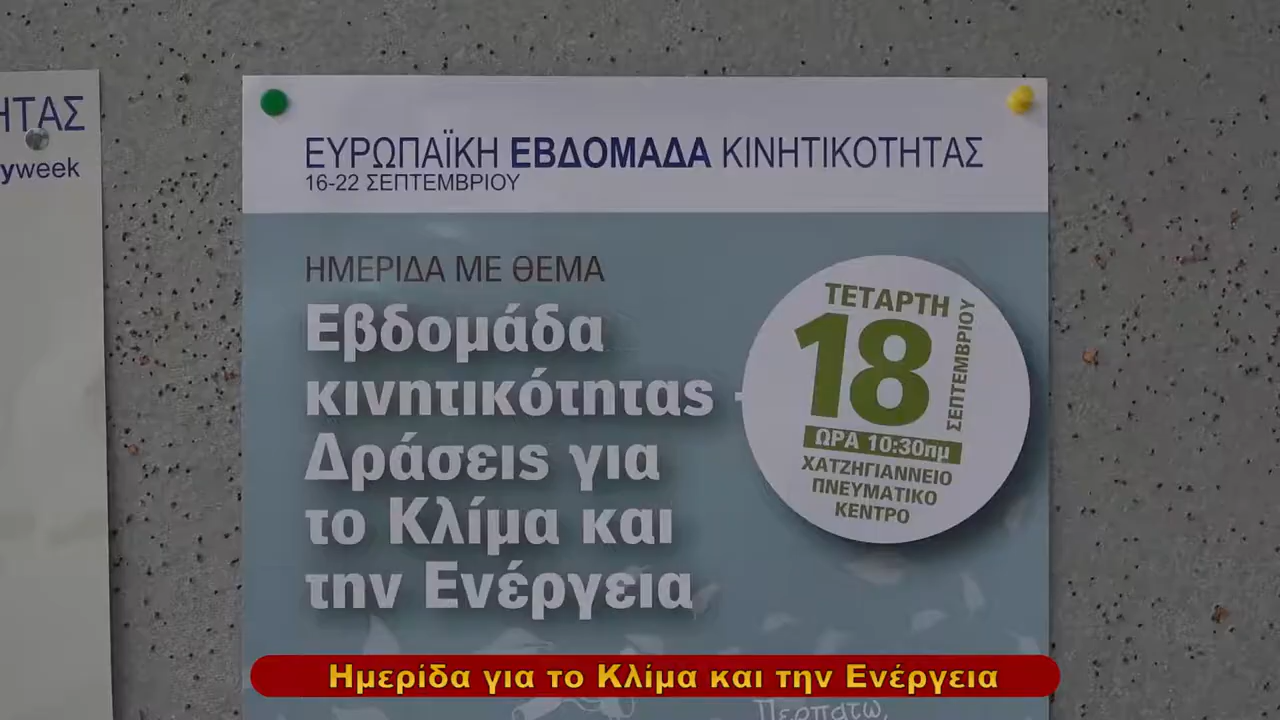 ΗΤΑΣ
yweek
ΕΥΡΩΠΑΪΚΗ ΕΒΔΟΜΑΔΑ ΚΙΝΗΤΙΚΟΤΗΤΑΣ
16-22 ΣΕΠΤΕΜΒΡΙΟΥ
ΗΜΕΡΙΔΑ ΜΕ ΘΕΜΑ
Εβδομάδα
κινητικότητας
Δράσεις για
το Κλίμα και
την Ενέργεια
ΤΕΤΑΡΤΗ
18
ΣΕΠΤΕΜΒΡΙΟΥ
ΩΡΑ 10:30πμ
ΧΑΤΖΗΓΙΑΝΝΕΙΟ
ΠΝΕΥΜΑΤΙΚΟ
ΚΕΝΤΡΟ
Ημερίδα για το Κλίμα και την Ενέργεια
Περπατώ,